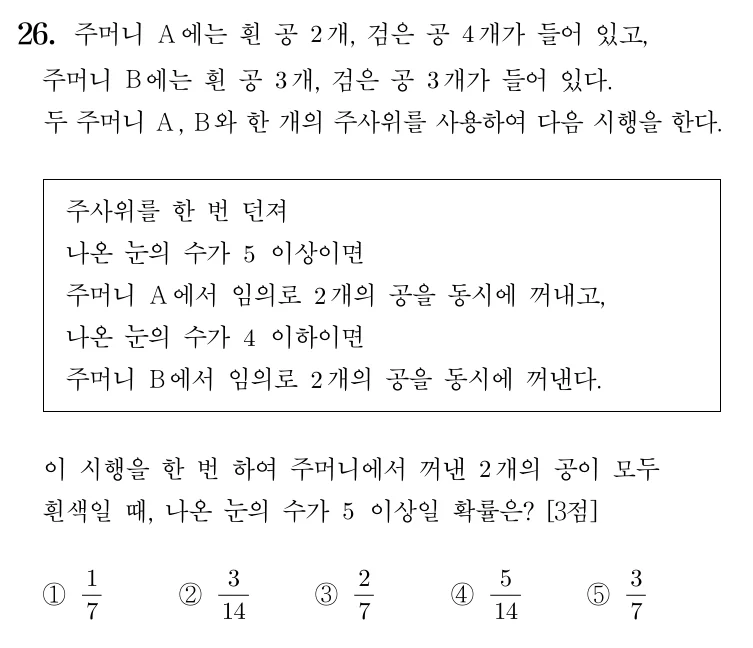 26. 주머니 A에는 흰 공 2개, 검은 공 4개가 들어 있고,
주머니 B에는 흰 공 3개, 검은 공 3개가 들어 있다.
두 주머니 A, B와 한 개의 주사위를 사용하여 다음 시행을 한다.
주사위를 한 번 던져
나온 눈의 수가 5 이상이면
주머니 A에서 임의로 2개의 공을 동시에 꺼내고,
나온 눈의 수가 4 이하이면
주머니 B에서 임의로 2개의 공을 동시에 꺼낸다.
이 시행을 한 번 하여 주머니에서 꺼낸 2개의 공이 모두
흰색일 때, 나온 눈의 수가 5 이상일 확률은? [3점]
① 1/7 ② 3/14 ③ 2/7 ④ 5/14 ⑤ 3/7